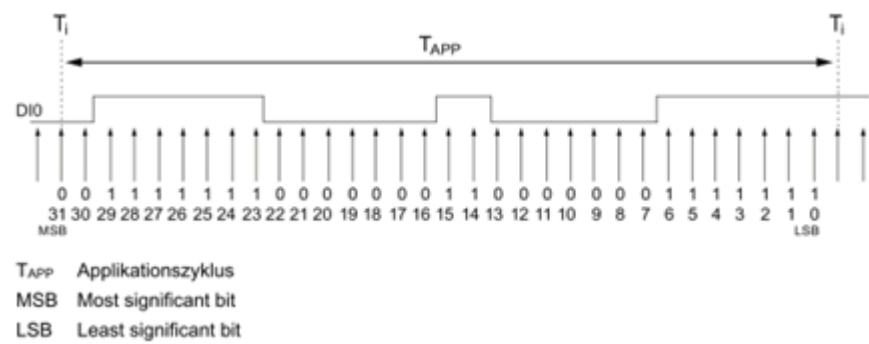 Ti Ti
TAPP
DI0
0 0 1 1 1 1 1 1 1 0 0 0 0 0 0 0 1 1 0 0 0 0 0 0 0 1 1 1 1 1 1 1
31 30 29 28 27 26 25 24 23 22 21 20 19 18 17 16 15 14 13 12 11 10 9 8 7 6 5 4 3 2 1 0
MSB LSB
TAPP Applikationszyklus
MSB Most significant bit
LSB Least significant bit